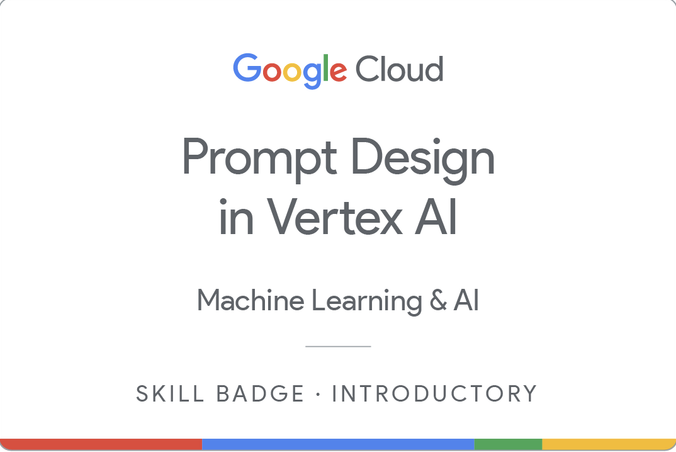 Google Cloud
Prompt Design
in Vertex AI
Machine Learning & AI
SKILL BADGE · INTRODUCTORY